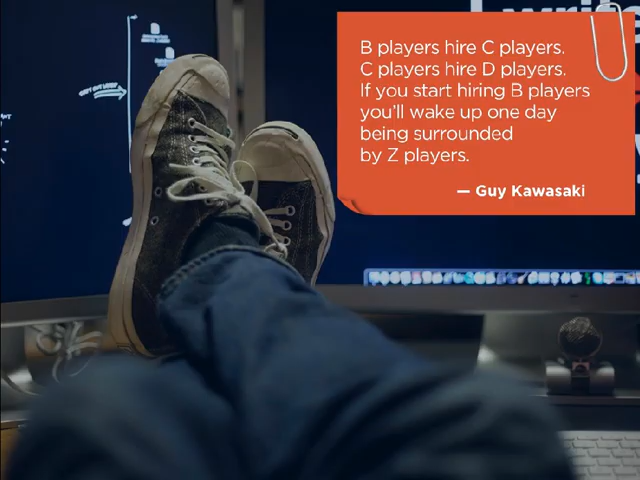 B players hire C players.
C players hire D players.
If you start hiring B players
you'll wake up one day
being surrounded
by Z players.
— Guy Kawasaki